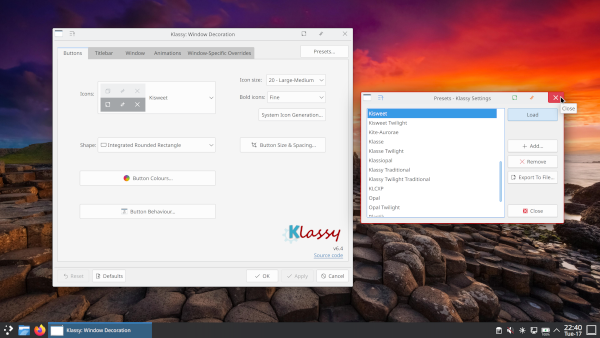 Klassy: Window Decoration
Buttons
Titlebar
Window
Animations
Window-Specific Overrides
Presets...
Icons:
Kisweet
Icon size:
20 - Large-Medium
Bold icons:
Fine
System Icon Generation...
Shape:
Integrated Rounded Rectangle
Button Size & Spacing...
Button Colours...
Button Behaviour...
Klassy
v6.4
Source code
Reset
Defaults
OK
Apply
Cancel
Presets - Klassy Settings
Close
Kisweet
Kisweet Twilight
Kite-Aurorae
Klasse
Klasse Twilight
Klassiqual
Klassy Traditional
Klassy Twilight Traditional
Opal
Opal Twilight
Load
Add...
Remove
Export To File...
Close
Klassy: Window Decoration
22:40
Tue-17